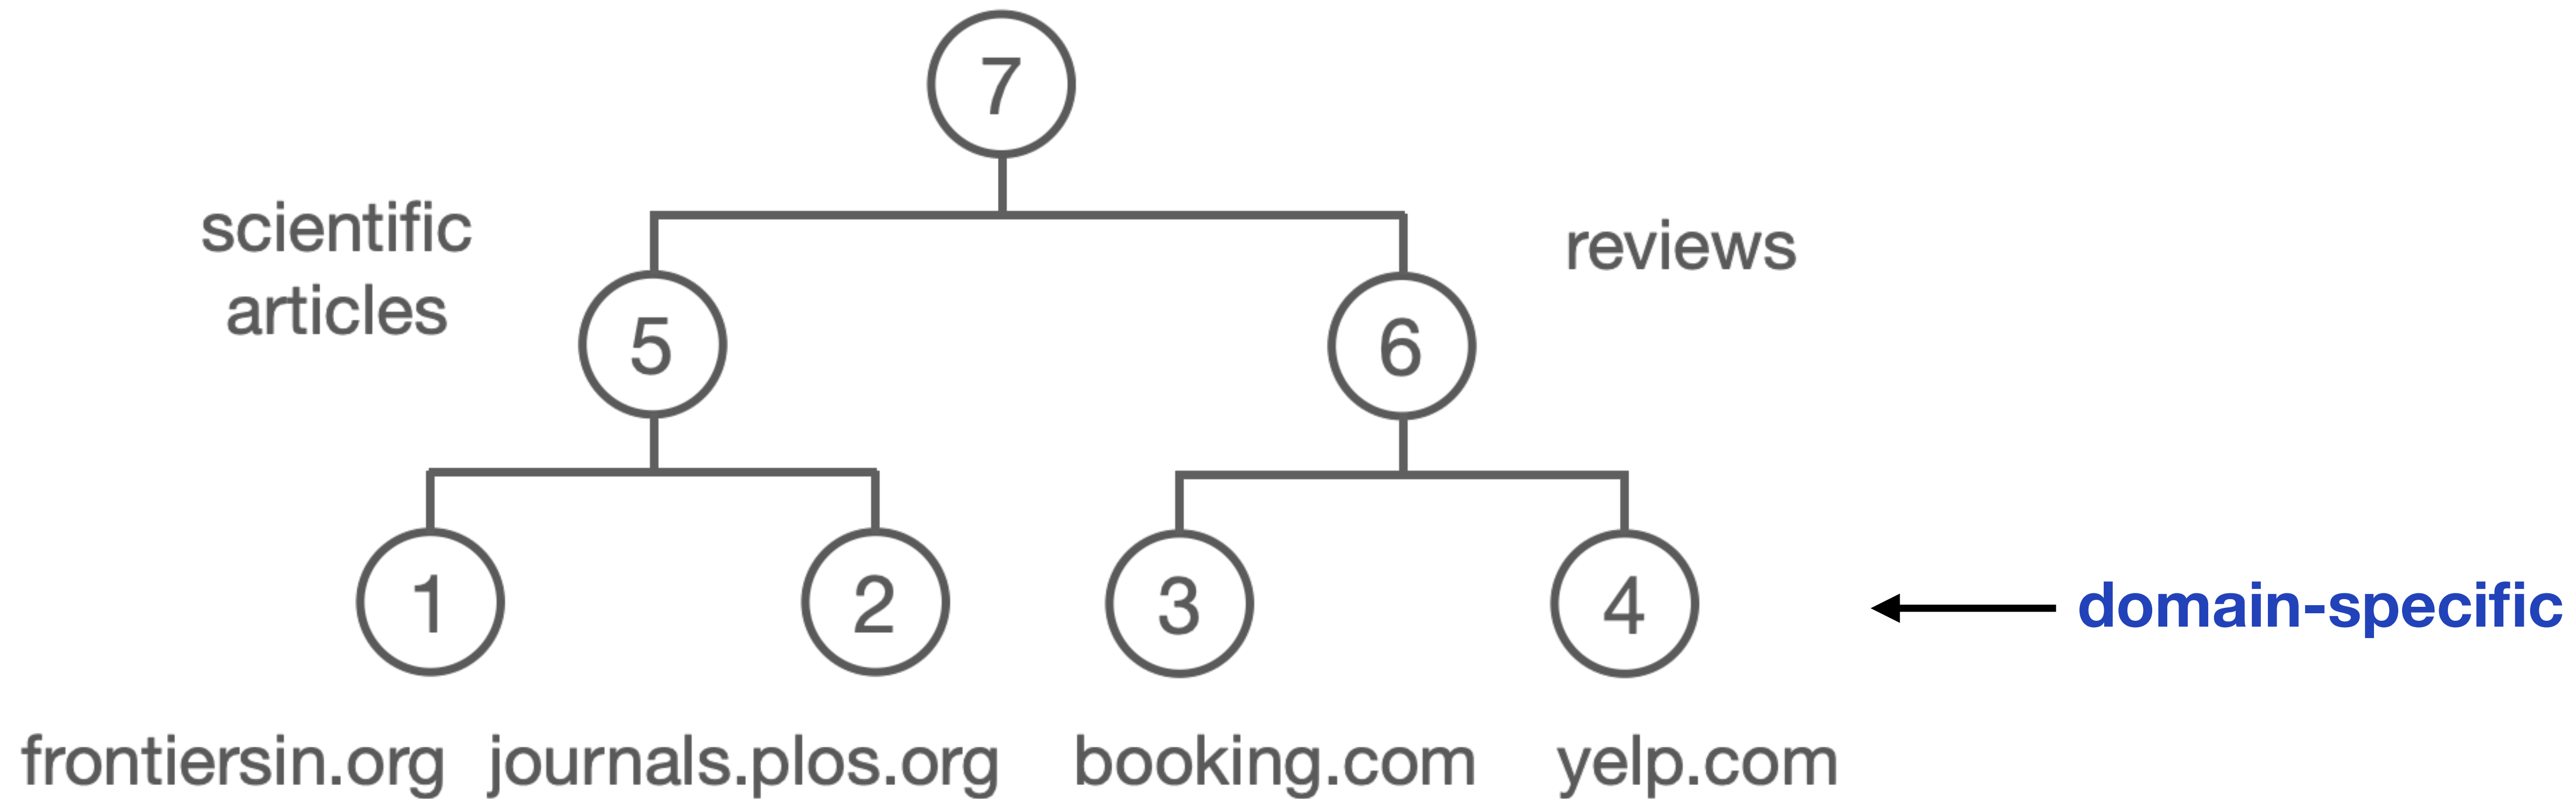 7
scientific
articles
reviews
5
6
1
2
3
4
domain-specific
frontiersin.org
journals.plos.org
booking.com
yelp.com